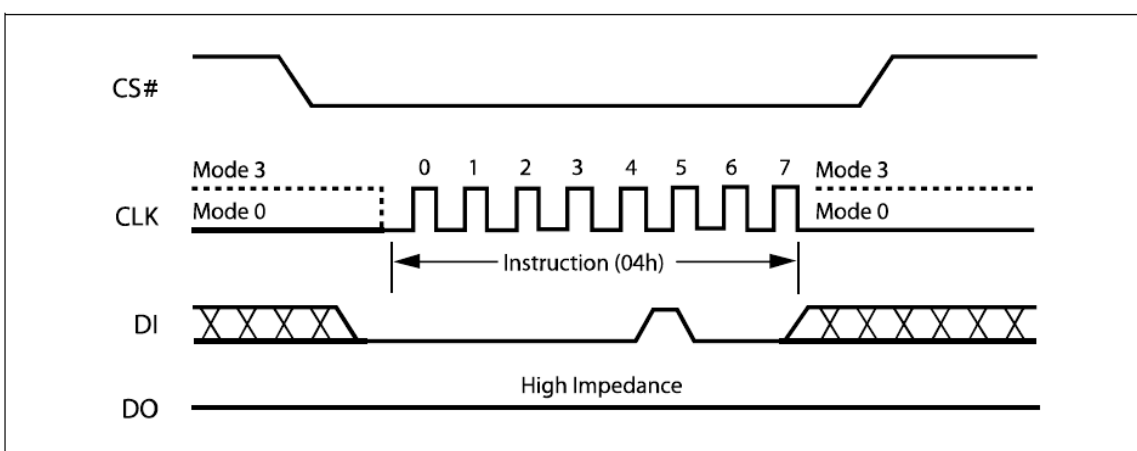 CS#
Mode 3 0 1 2 3 4 5 6 7 Mode 3
CLK Mode 0 Mode 0
Instruction (04h)
DI
High Impedance
DO